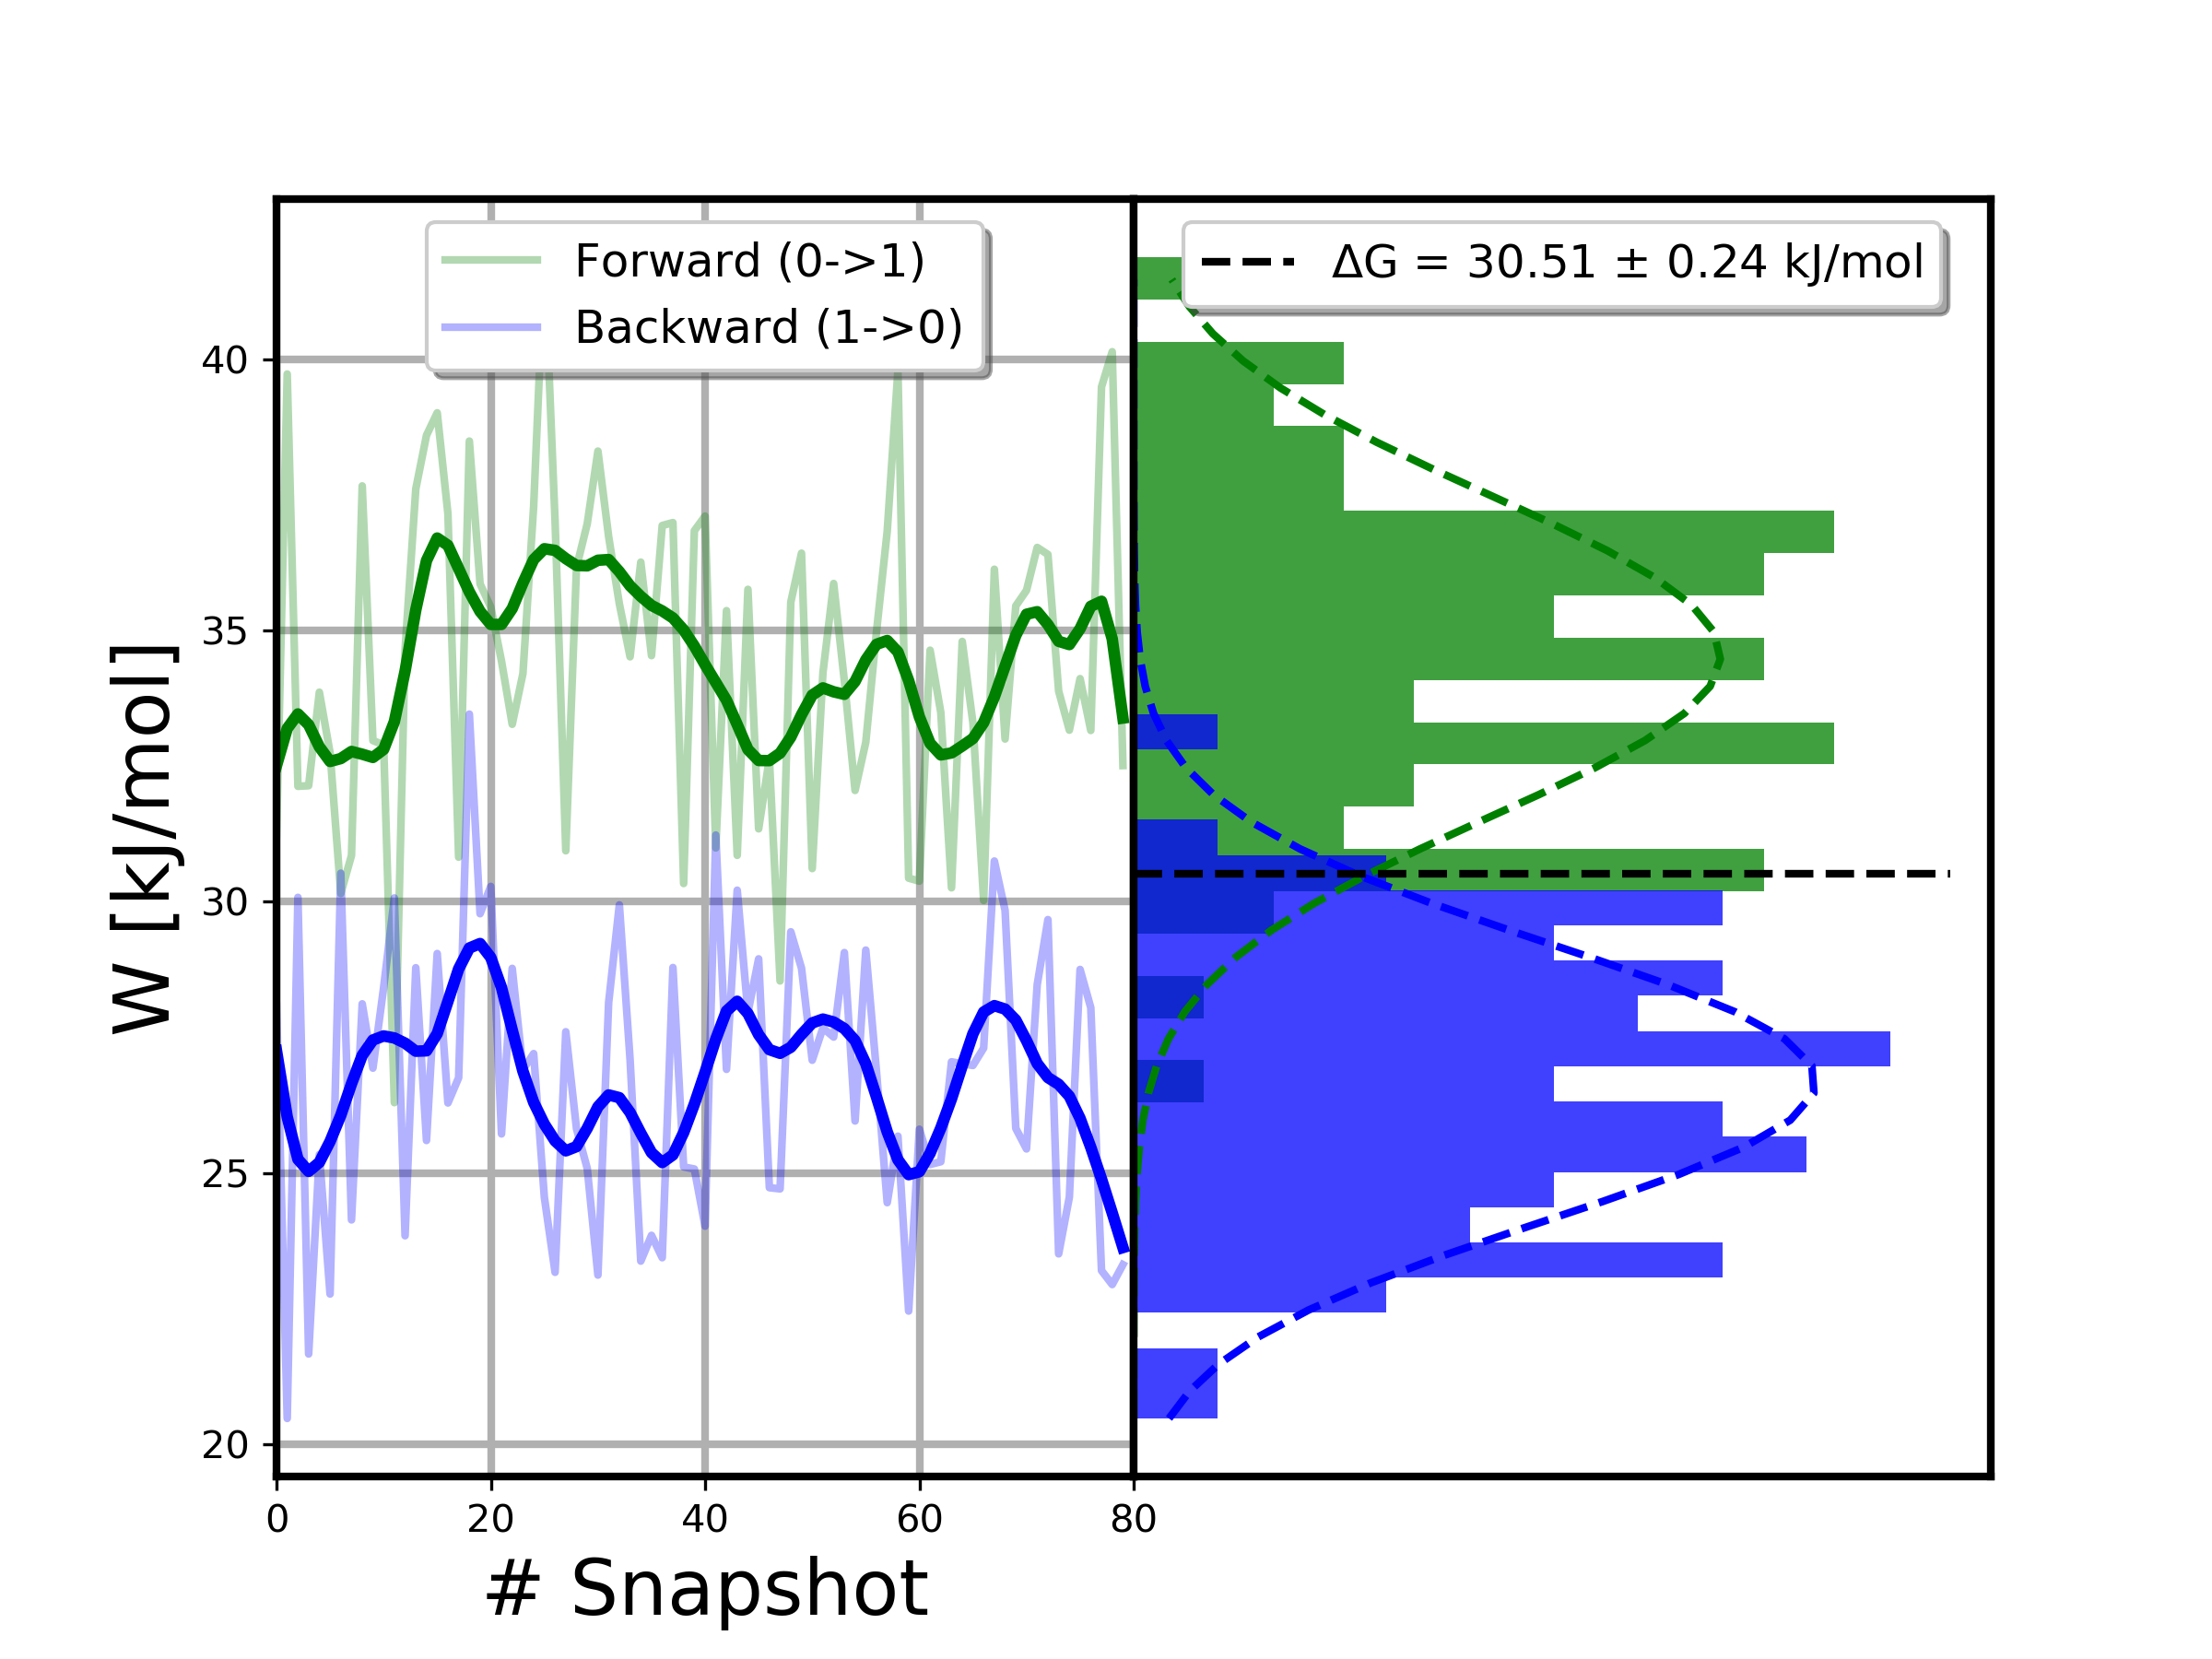 Forward (0->1)
Backward (1->0)
ΔG = 30.51 ± 0.24 kJ/mol
40
35
30
25
20
W [kJ/mol]
0 20 40 60 80
# Snapshot